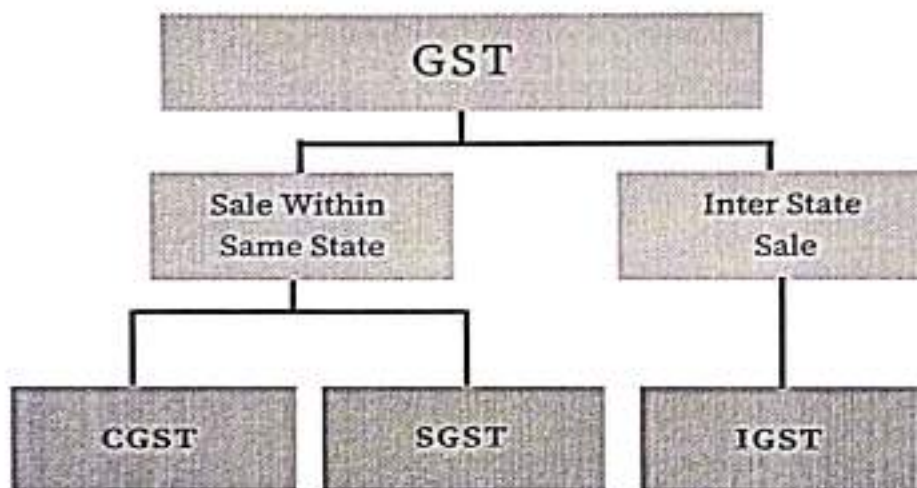 GST
Sale Within
Same State
Inter State
Sale
CGST
SGST
IGST